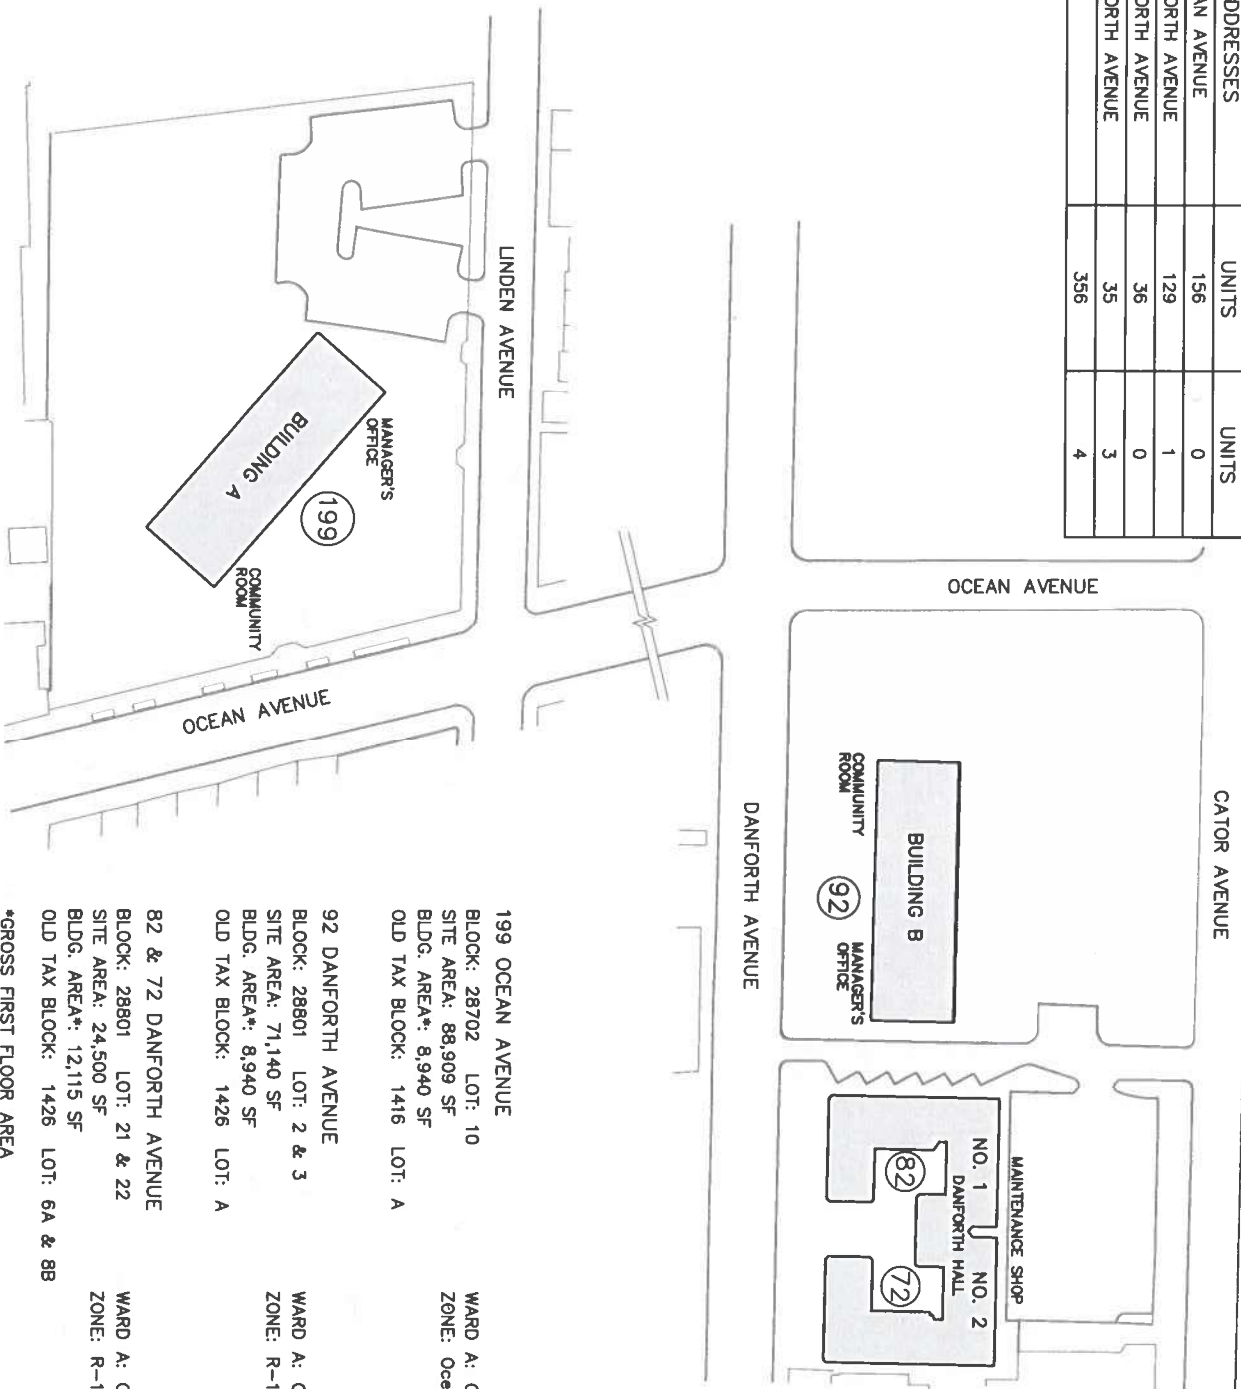 DDRESSES UNITS UNITS
AN AVENUE 156 0
ORTH AVENUE 129 1
ORTH AVENUE 36 0
ORTH AVENUE 35 3
356 4
CATOR AVENUE
OCEAN AVENUE
BUILDING B
COMMUNITY
ROOM
92
MANAGER'S
OFFICE
MAINTENANCE SHOP
NO. 1 NO. 2
DANFORTH HALL
82
72
DANFORTH AVENUE
LINDEN AVENUE
MANAGER'S
OFFICE
199
BUILDING A
COMMUNITY
ROOM
OCEAN AVENUE
199 OCEAN AVENUE
BLOCK: 28702 LOT: 10 WARD A:
SITE AREA: 88,909 SF ZONE: Oce
BLDG. AREA*: 8,940 SF
OLD TAX BLOCK: 1416 LOT: A
92 DANFORTH AVENUE
BLOCK: 28801 LOT: 2 & 3 WARD A:
SITE AREA: 71,140 SF ZONE: R-1
BLDG. AREA*: 8,940 SF
OLD TAX BLOCK: 1426 LOT: A
82 & 72 DANFORTH AVENUE
BLOCK: 28801 LOT: 21 & 22 WARD A:
SITE AREA: 24,500 SF ZONE: R-1
BLDG. AREA*: 12,115 SF
OLD TAX BLOCK: 1426 LOT: 6A & 8B
*GROSS FIRST FLOOR AREA